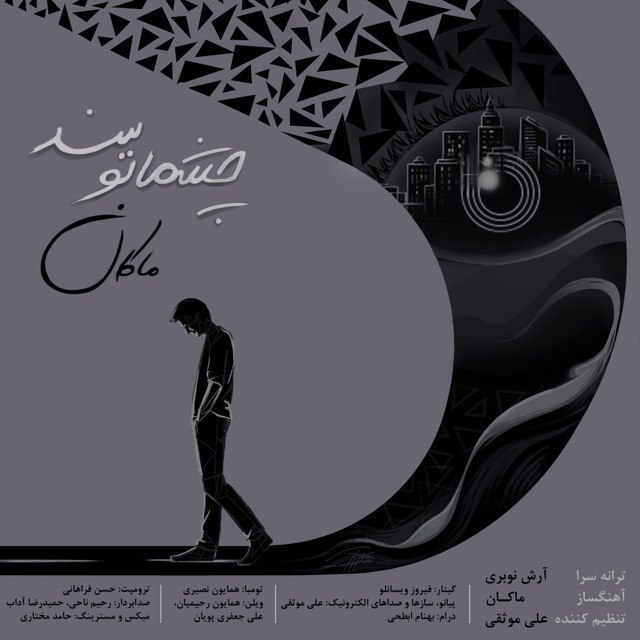 چشماتو ببند
ماکان
ترانه سرا آرش نوبری
آهنگساز ماکان
تنظیم کننده علی موثقی
گیتار: فیروز ویسانلو
پیانو، سازها و صداهای الکترونیک: علی موثقی
درام: بهنام ابطحی
تومبا: همایون نصیری
ویلن: همایون رحیمیان،
علی جعفری پویان
ترومپت: حسن فراهانی
صدابردار: رحیم ناجی، حمیدرضا آداب
میکس و مسترینگ: حامد مختاری